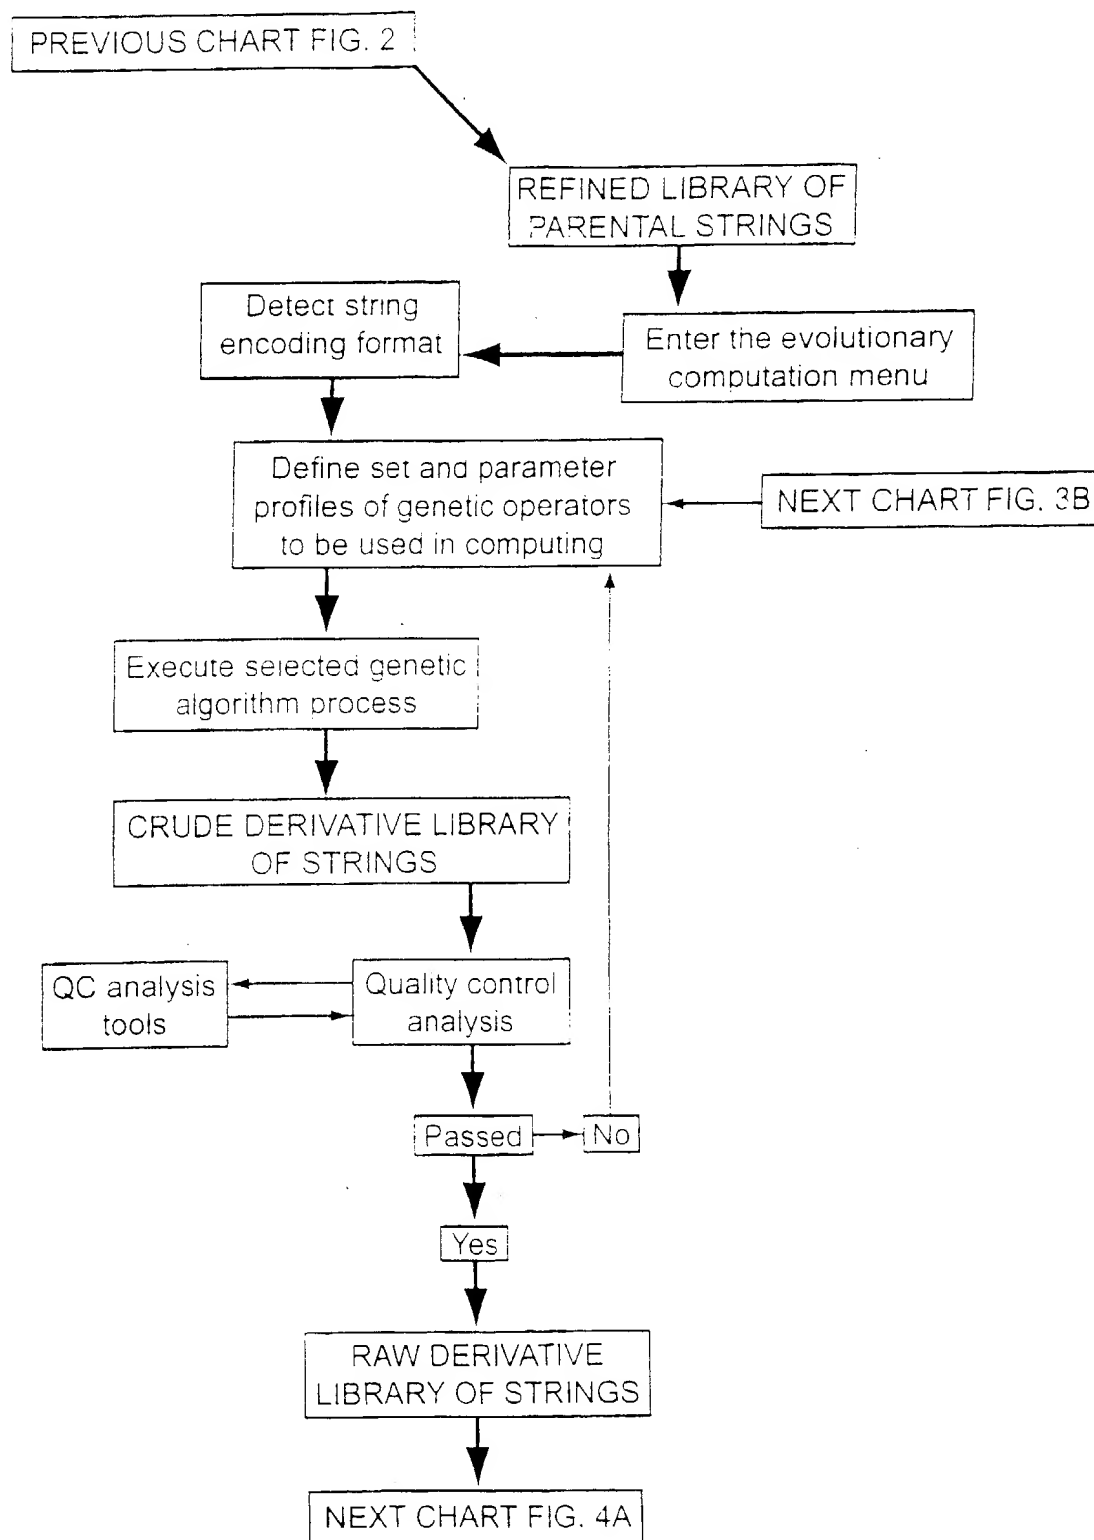 PREVIOUS CHART FIG. 2
REFINED LIBRARY OF
PARENTAL STRINGS
Detect string
encoding format
Enter the evolutionary
computation menu
Define set and parameter
profiles of genetic operators
to be used in computing
NEXT CHART FIG. 3B
Execute selected genetic
algorithm process
CRUDE DERIVATIVE LIBRARY
OF STRINGS
QC analysis
tools
Quality control
analysis
Passed
No
Yes
RAW DERIVATIVE
LIBRARY OF STRINGS
NEXT CHART FIG. 4A